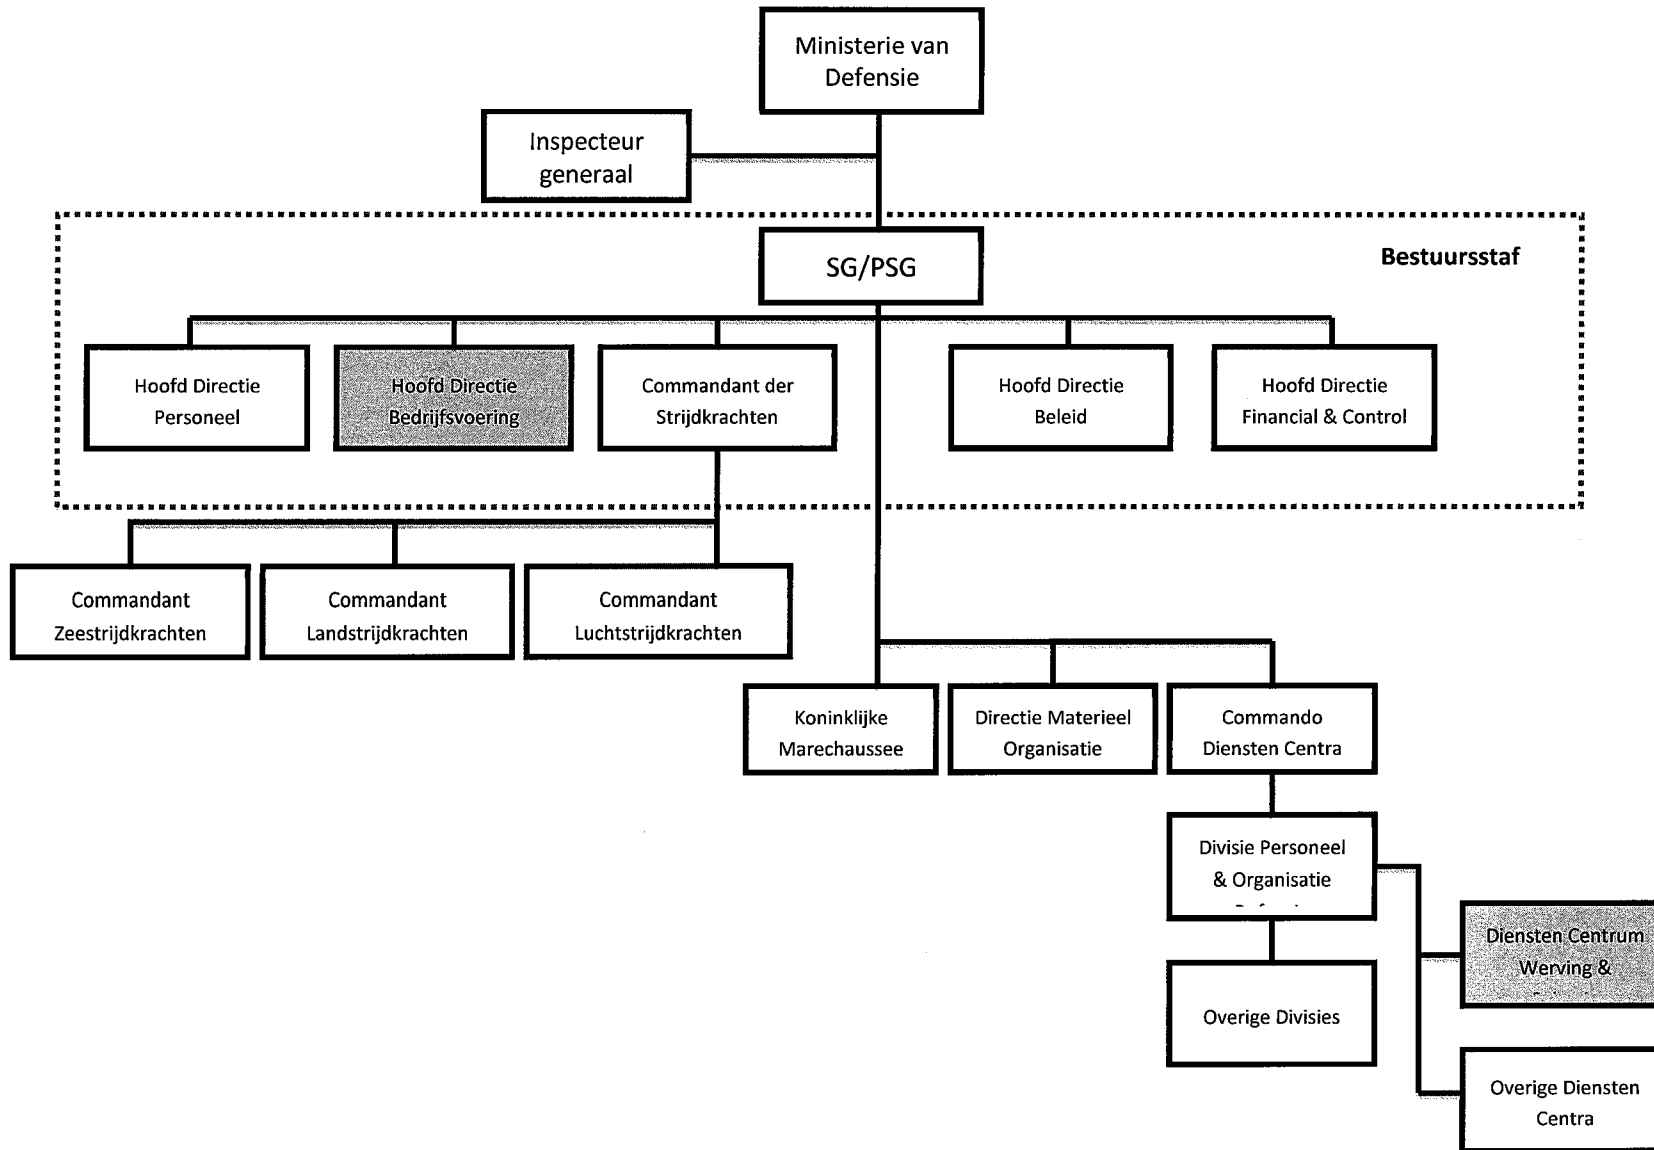 Ministerie van
Defensie
Inspecteur
generaal
SG/PSG
Bestuursstaf
Hoofd Directie
Personeel
Hoofd Directie
Bedrijfsvoering
Commandant der
Strijdkrachten
Hoofd Directie
Beleid
Hoofd Directie
Financial & Control
Commandant
Zeestrijdkrachten
Commandant
Landstrijdkrachten
Commandant
Luchtstrijdkrachten
Koninklijke
Marechaussee
Directie Materieel
Organisatie
Commando
Diensten Centra
Divisie Personeel
& Organisatie
Diensten Centrum
Werving &
Overige Divisies
Overige Diensten
Centra